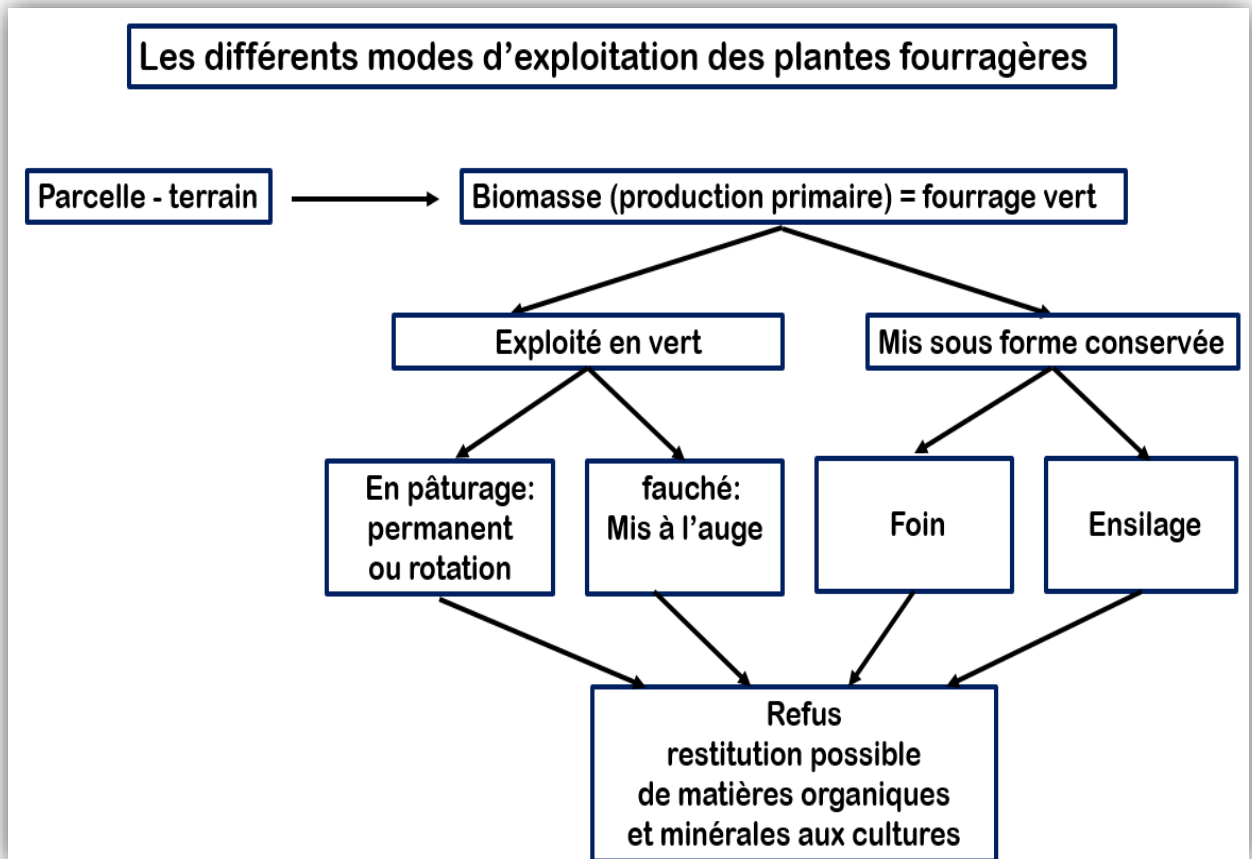 Les différents modes d’exploitation des plantes fourragères
Parcelle - terrain
Biomasse (production primaire) = fourrage vert
Exploité en vert
Mis sous forme conservée
En pâturage:
permanent
ou rotation
fauché:
Mis à l’auge
Foin
Ensilage
Refus
restitution possible
de matières organiques
et minérales aux cultures